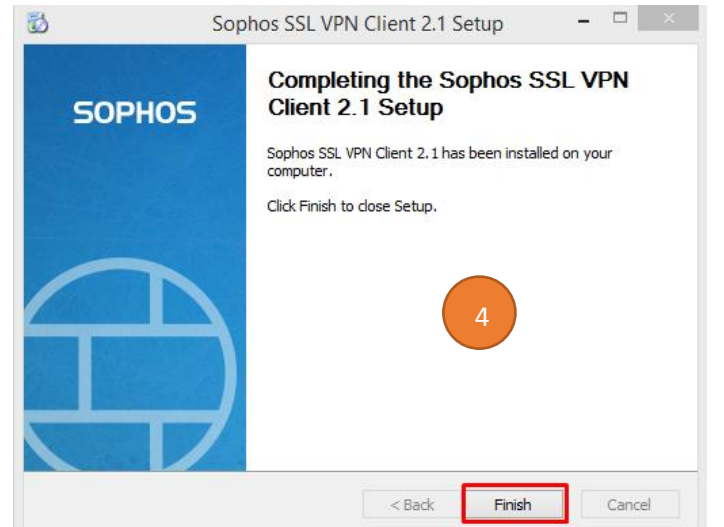 Sophos SSL VPN Client 2.1 Setup
SOPHOS
Completing the Sophos SSL VPN
Client 2.1 Setup
Sophos SSL VPN Client 2.1 has been installed on your
computer.
Click Finish to close Setup.
4
< Back Finish Cancel